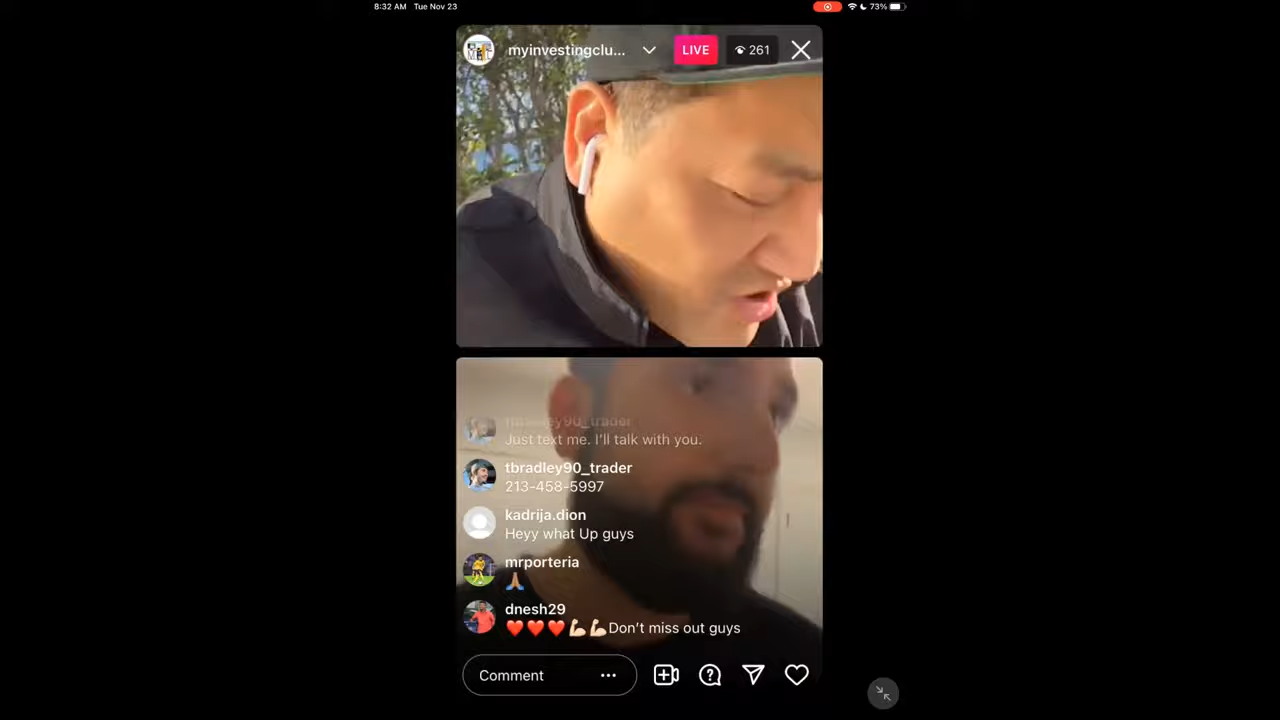 8:32 AM Tue Nov 23
73%
myinvestingclu...
LIVE
261
Just text me. I'll talk with you.
tbradley90_trader
213-458-5997
kadrija.dion
Heyy what Up guys
mrporteria
🙏🏽
dnesh29
❤️❤️❤️💪🏻💪🏻Don't miss out guys
Comment